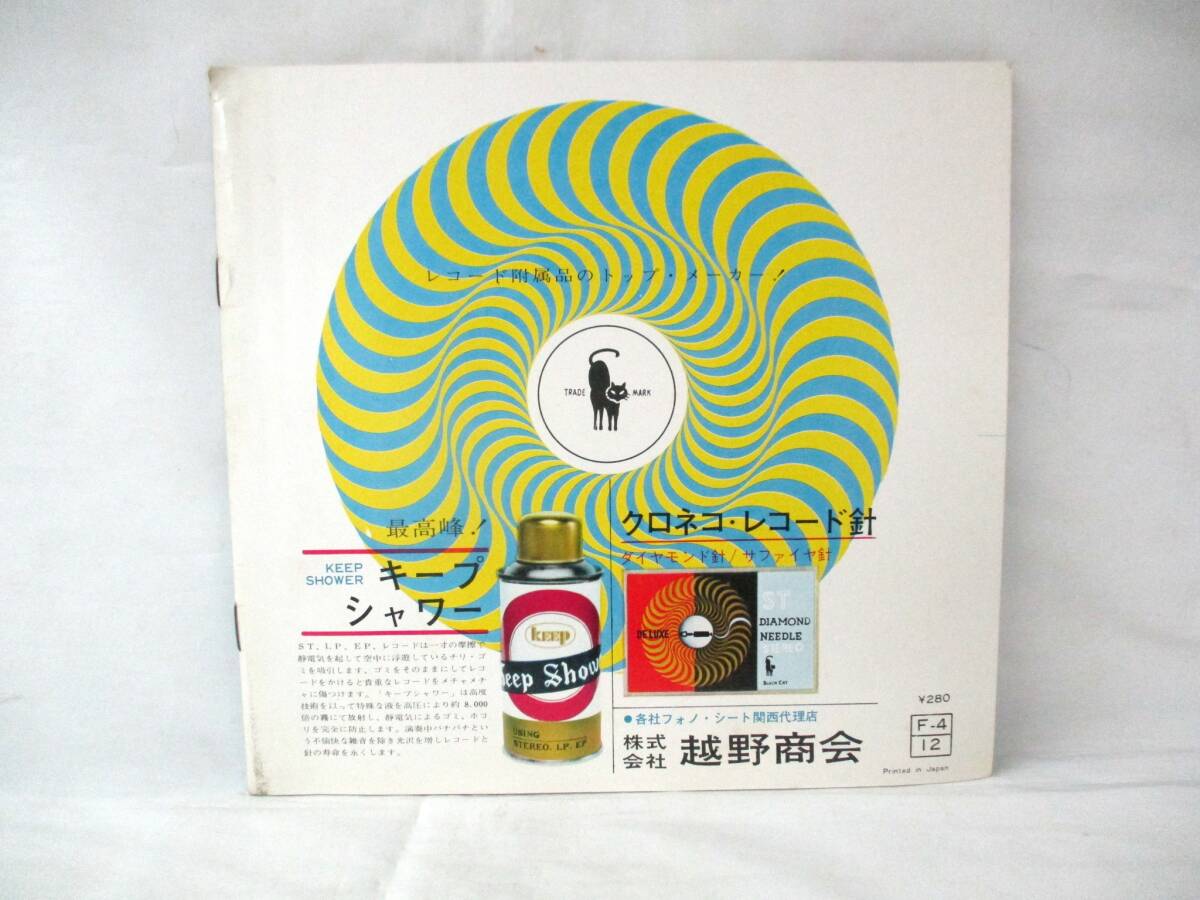 レコード附属品のトップ・メーカー!
TRADE MARK
最高峰!
KEEP
SHOWER
キープ
シャワー
ST、LP、EP、レコードは一寸の摩擦で
静電気を起して空中に浮遊しているチリ・ゴ
ミを吸引します、ゴミをそのままにしてレコ
ードをかけると貴重なレコードをメチャメチ
ャに傷つけます。「キープシャワー」は高度
技術を以って特殊な液を高圧により約8,000
倍の霧にて放射し、静電気によるゴミ、ホコ
リを完全に防止します。演奏中パチパチとい
う不愉快な雑音を除き光沢を増しレコードと
針の寿命を永くします。
keep
Keep Shower
USING
STEREO. LP. EP
クロネコ・レコード針
ダイヤモンド針/サファイヤ針
DELUXE
ST
DIAMOND
NEEDLE
STEREO
BLACK CAT
●各社フォノ・シート関西代理店
株式
会社
越野商会
¥280
F-4
12
Printed in Japan